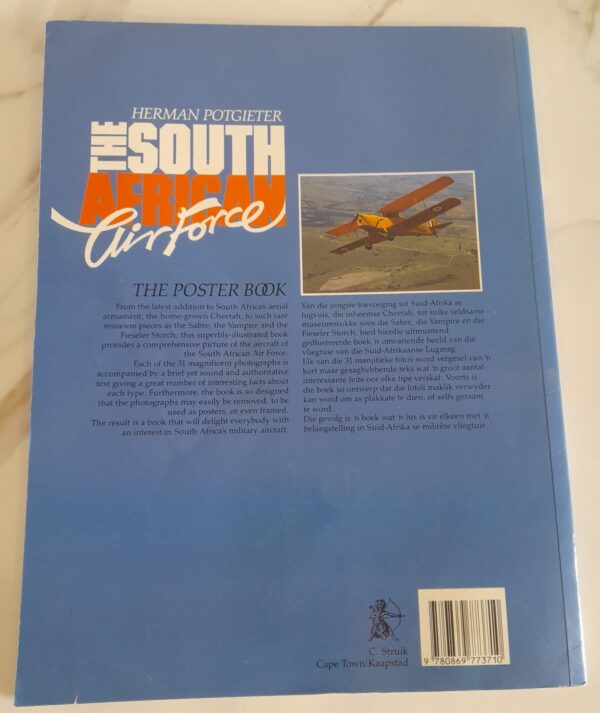 HERMAN POTGIETER
THE SOUTH
AFRICAN
Air Force
THE POSTER BOOK
From the latest addition to South Africa's aerial
armament, the home-grown Cheetah, to such rare
museum pieces as the Sabre, the Vampire and the
Fieseler Storch, this superbly-illustrated book
provides a comprehensive picture of the aircraft of
the South African Air Force.
Each of the 31 magnificent photographs is
accompanied by a brief yet sound and authoritative
text giving a great number of interesting facts about
each type. Furthermore, the book is so designed
that the photographs may easily be removed, to be
used as posters, or even framed.
The result is a book that will delight everybody with
an interest in South Africa's military aircraft.
Van die jongste toevoeging tot Suid-Afrika se
lugvuis, die inheemse Cheetah, tot sulke seldsame
museumstukke soos die Sabre, die Vampire en die
Fieseler Storch, bied hierdie uitmuntend
geïllustreerde boek 'n omvattende beeld van die
vliegtuie van die Suid-Afrikaanse Lugmag.
Elk van die 31 manjifieke foto's word vergesel van 'n
kort maar gesaghebbende teks wat 'n groot aantal
interessante feite oor elke tipe verskaf. Voorts is
die boek so ontwerp dat die foto's maklik verwyder
kan word om as plakkate te dien, of selfs geraam
te word.
Die gevolg is 'n boek wat 'n lus is vir elkeen met 'n
belangstelling in Suid-Afrika se militêre vliegtuie.
C. Struik
Cape Town/Kaapstad
9 780869 773710